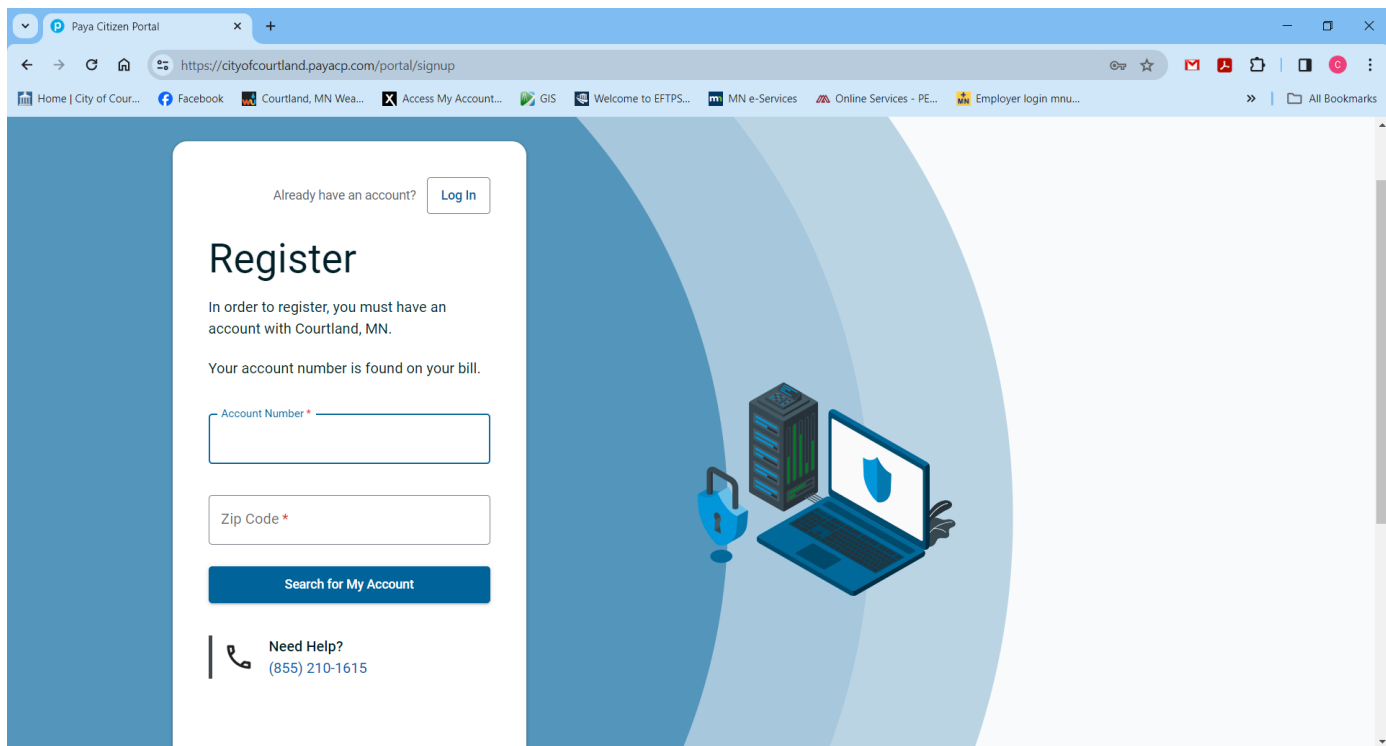 Paya Citizen Portal
https://cityofcourtland.payacp.com/portal/signup
Home | City of Cour...
Facebook
Courtland, MN Wea...
Access My Account...
GIS
Welcome to EFTPS...
MN e-Services
Online Services - PE...
Employer login mnu...
All Bookmarks
Already have an account?
Log In
Register
In order to register, you must have an
account with Courtland, MN.
Your account number is found on your bill.
Account Number *
Zip Code *
Search for My Account
Need Help?
(855) 210-1615